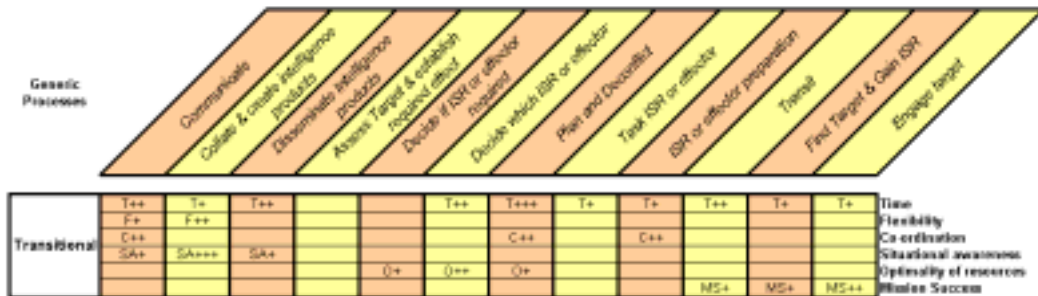 Generic
Processes
Communicate
Collate & create intelligence
products
Disseminate Intelligence
products
Assess Target & establish
required effect
Decide if ISR or effector
required
Decide which ISR or effector
Plan and Deconflict
Task ISR or effector
ISR or effector preparation
Transit
Find Target & Gain ISR
Engage target
Transitional
T++ T+ T++ T++ T+++ T+ T+ T++ T+ T+ Time
F+ F++ Flexibility
C++ C++ C++ Co-ordination
SA+ SA+++ SA+ Situational awareness
O+ O++ O+ Optimality of resources
MS+ MS+ MS++ Mission Success